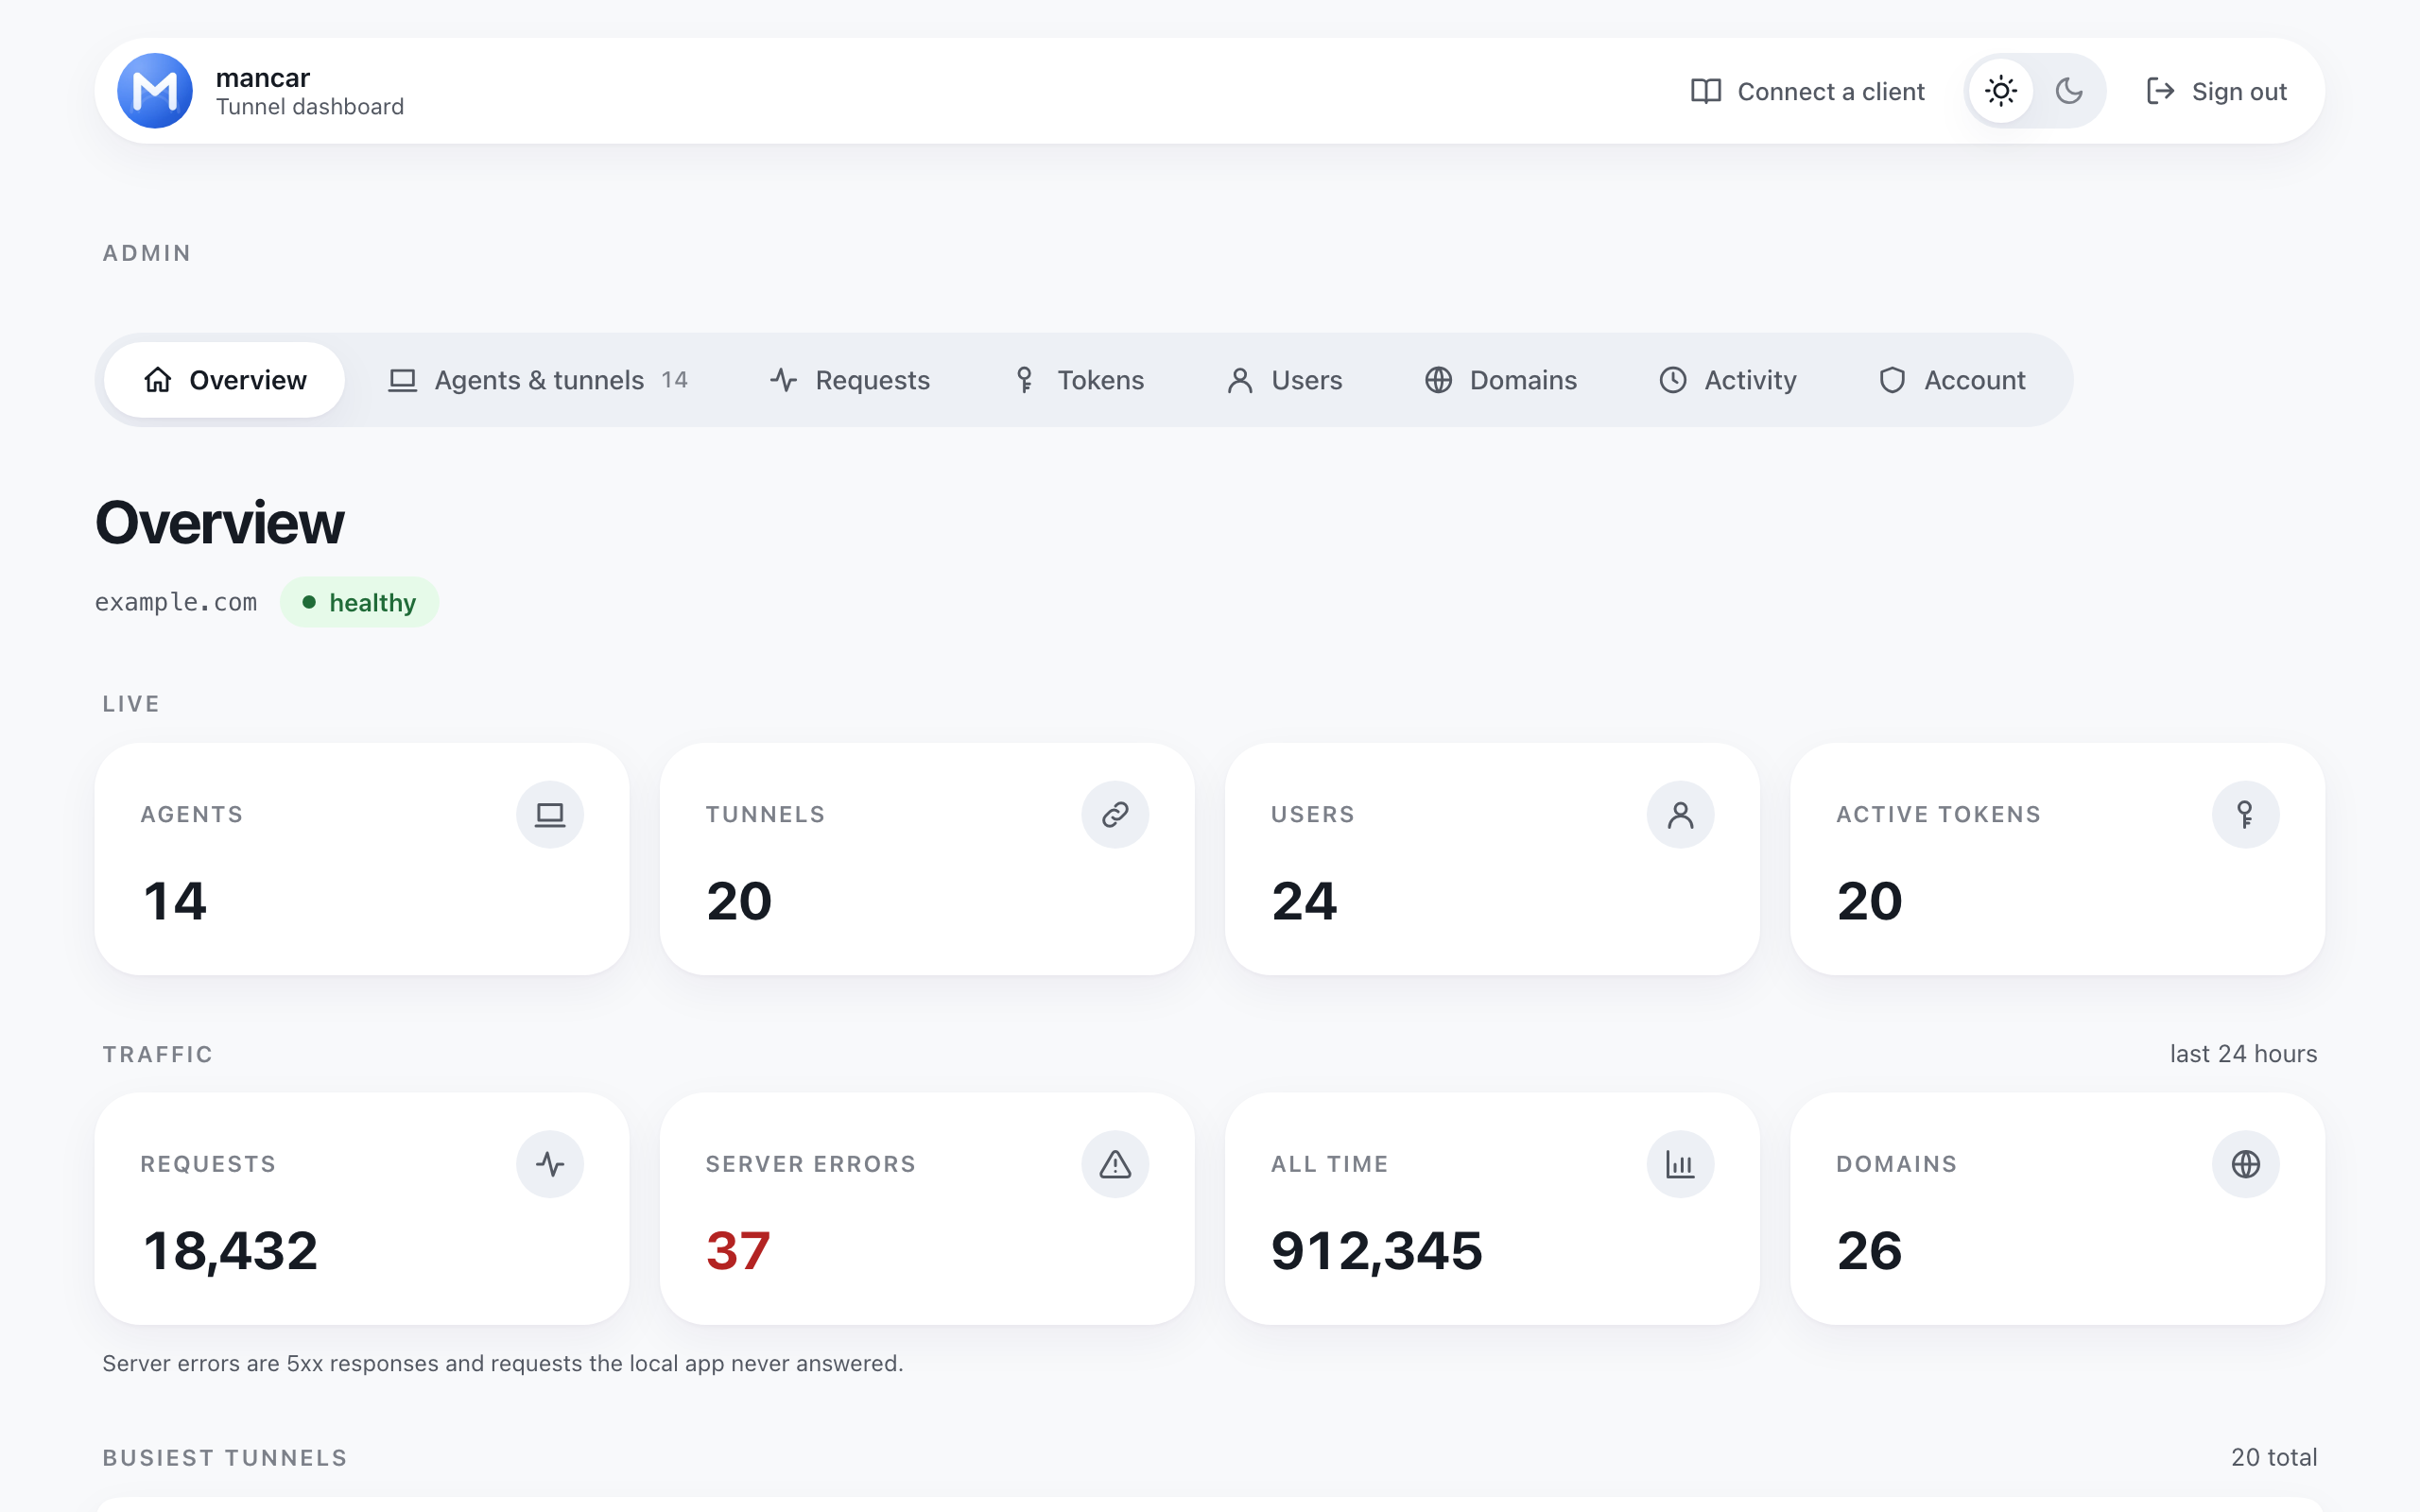 M
mancar
Tunnel dashboard
Connect a client
Sign out
ADMIN
Overview
Agents & tunnels 14
Requests
Tokens
Users
Domains
Activity
Account
Overview
example.com
healthy
LIVE
AGENTS
14
TUNNELS
20
USERS
24
ACTIVE TOKENS
20
TRAFFIC
last 24 hours
REQUESTS
18,432
SERVER ERRORS
37
ALL TIME
912,345
DOMAINS
26
Server errors are 5xx responses and requests the local app never answered.
BUSIEST TUNNELS
20 total